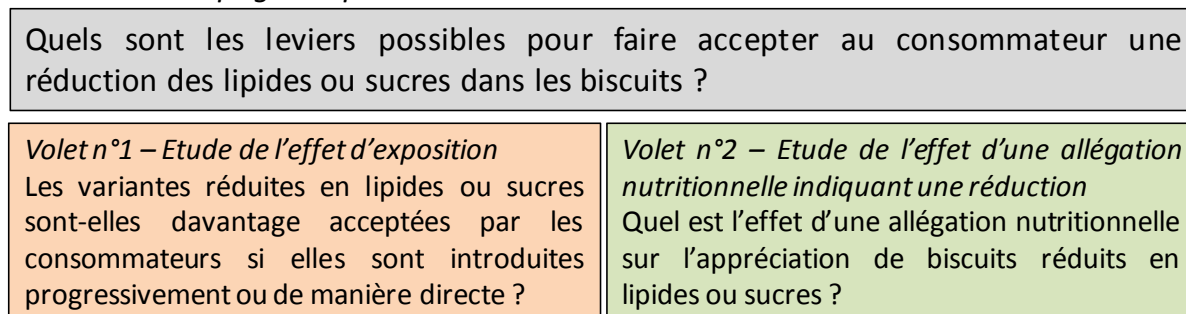 Quels sont les leviers possibles pour faire accepter au consommateur une
réduction des lipides ou sucres dans les biscuits ?
Volet n°1 – Etude de l'effet d'exposition
Les variantes réduites en lipides ou sucres
sont-elles davantage acceptées par les
consommateurs si elles sont introduites
progressivement ou de manière directe ?
Volet n°2 – Etude de l'effet d'une allégation
nutritionnelle indiquant une réduction
Quel est l'effet d'une allégation nutritionnelle
sur l'appréciation de biscuits réduits en
lipides ou sucres ?